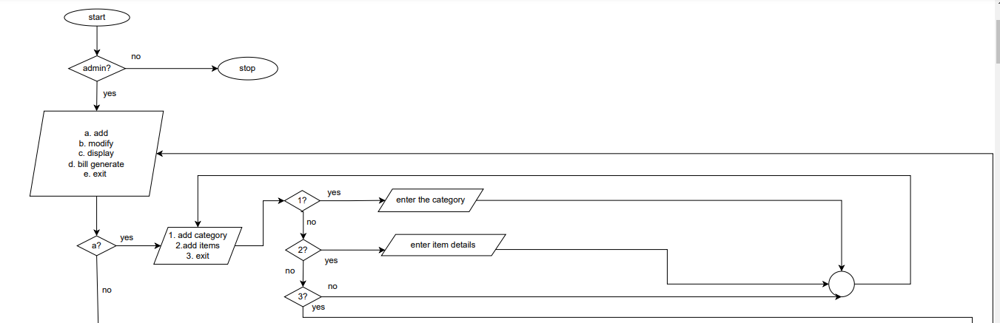 start
admin?
no
stop
yes
a. add
b. modify
c. display
d. bill generate
e. exit
a?
yes
no
1. add category
2.add items
3. exit
1?
yes
enter the category
no
2?
yes
enter item details
no
3?
no
yes